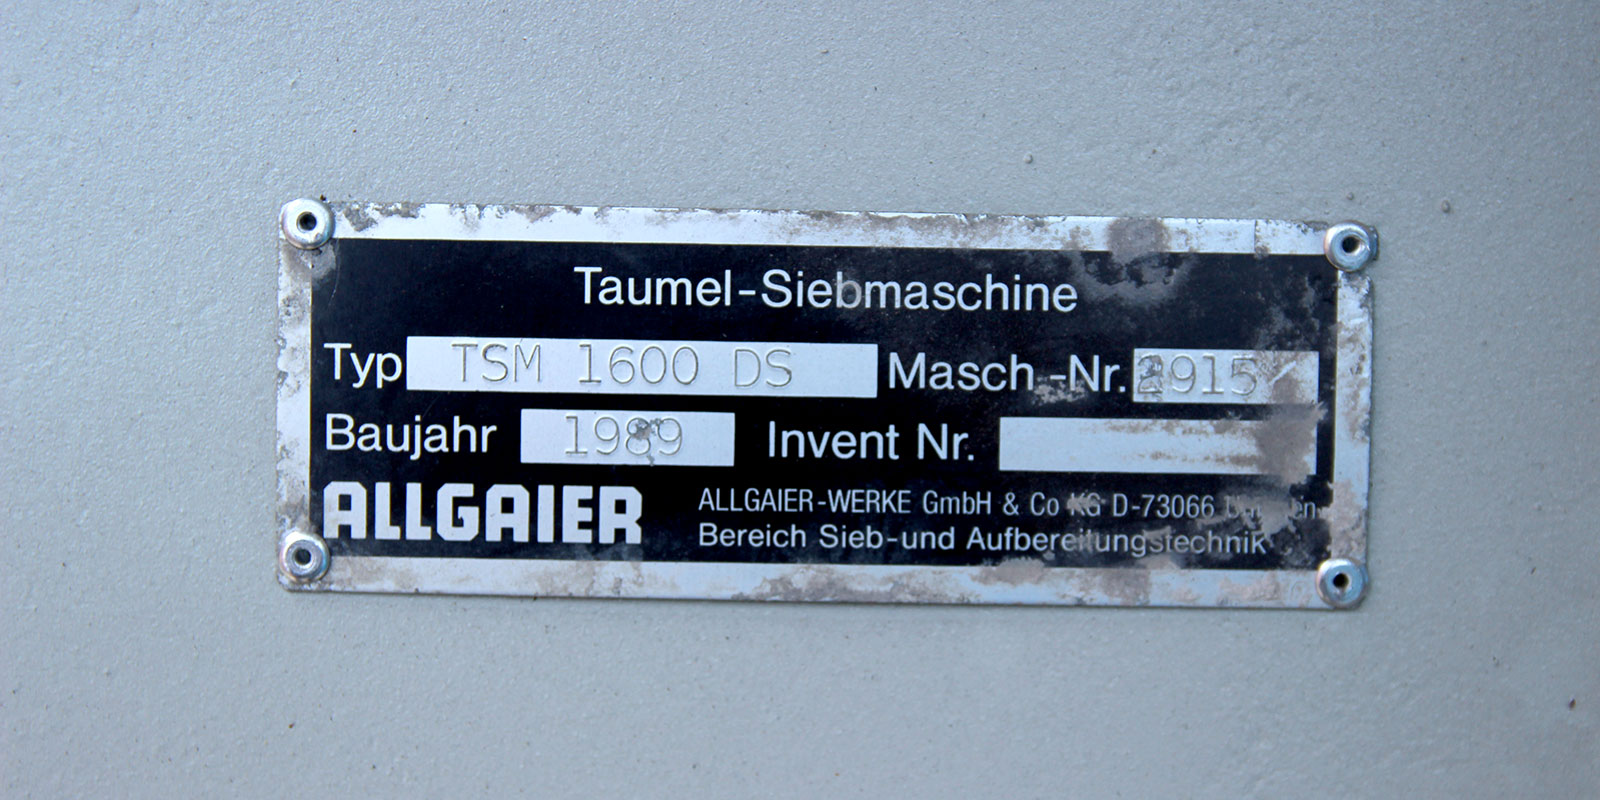 Taumel-Siebmaschine
Typ TSM 1600 DS Masch.-Nr. 2915
Baujahr 1989 Invent Nr.
ALLGAIER ALLGAIER-WERKE GmbH & Co KG D-73066
Bereich Sieb-und Aufbereitungstechnik